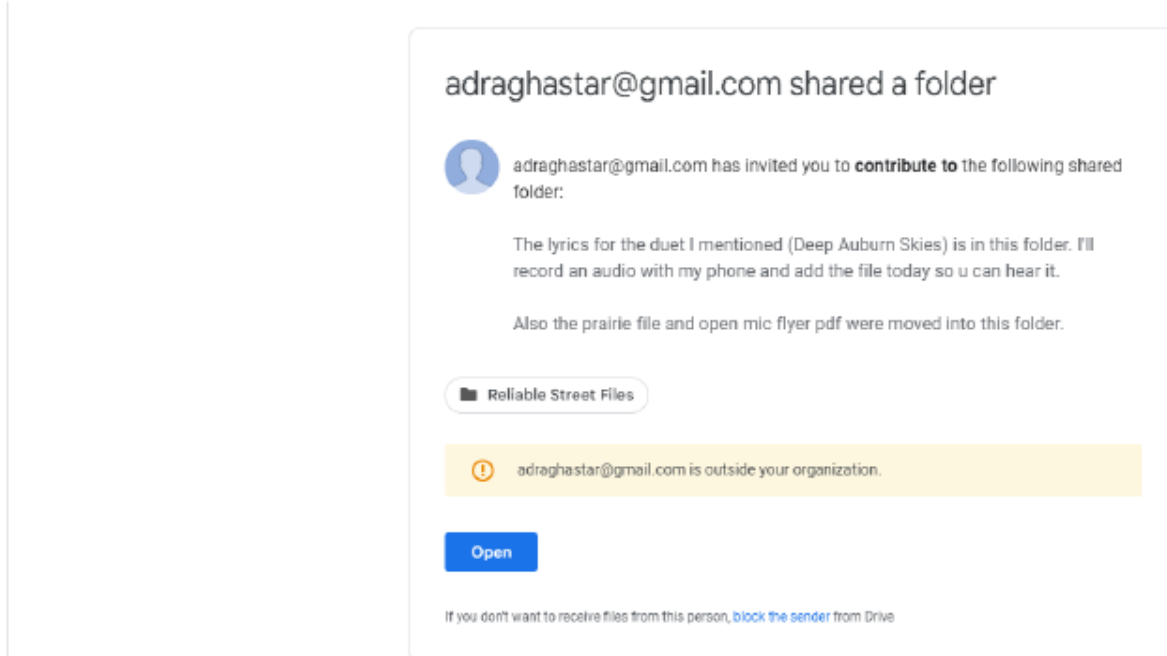 adraghastar@gmail.com shared a folder
adraghastar@gmail.com has invited you to contribute to the following shared
folder:
The lyrics for the duet I mentioned (Deep Auburn Skies) is in this folder. I'll
record an audio with my phone and add the file today so u can hear it.
Also the prairie file and open mic flyer pdf were moved into this folder.
Reliable Street Files
adraghastar@gmail.com is outside your organization.
Open
If you don't want to receive files from this person, block the sender from Drive